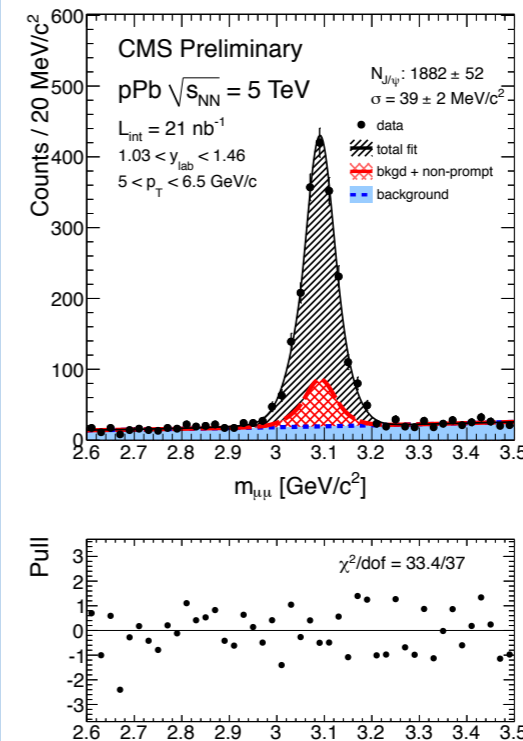 CMS Preliminary
pPb √s_NN = 5 TeV
L_int = 21 nb⁻¹
1.03 < y_lab < 1.46
5 < p_T < 6.5 GeV/c
N_J/ψ: 1882 ± 52
σ = 39 ± 2 MeV/c²
data
total fit
bkgd + non-prompt
background
Counts / 20 MeV/c²
600
500
400
300
200
100
0
2.6 2.7 2.8 2.9 3 3.1 3.2 3.3 3.4 3.5
m_μμ [GeV/c²]
Pull
χ²/dof = 33.4/37
3
2
1
0
-1
-2
-3
2.6 2.7 2.8 2.9 3 3.1 3.2 3.3 3.4 3.5